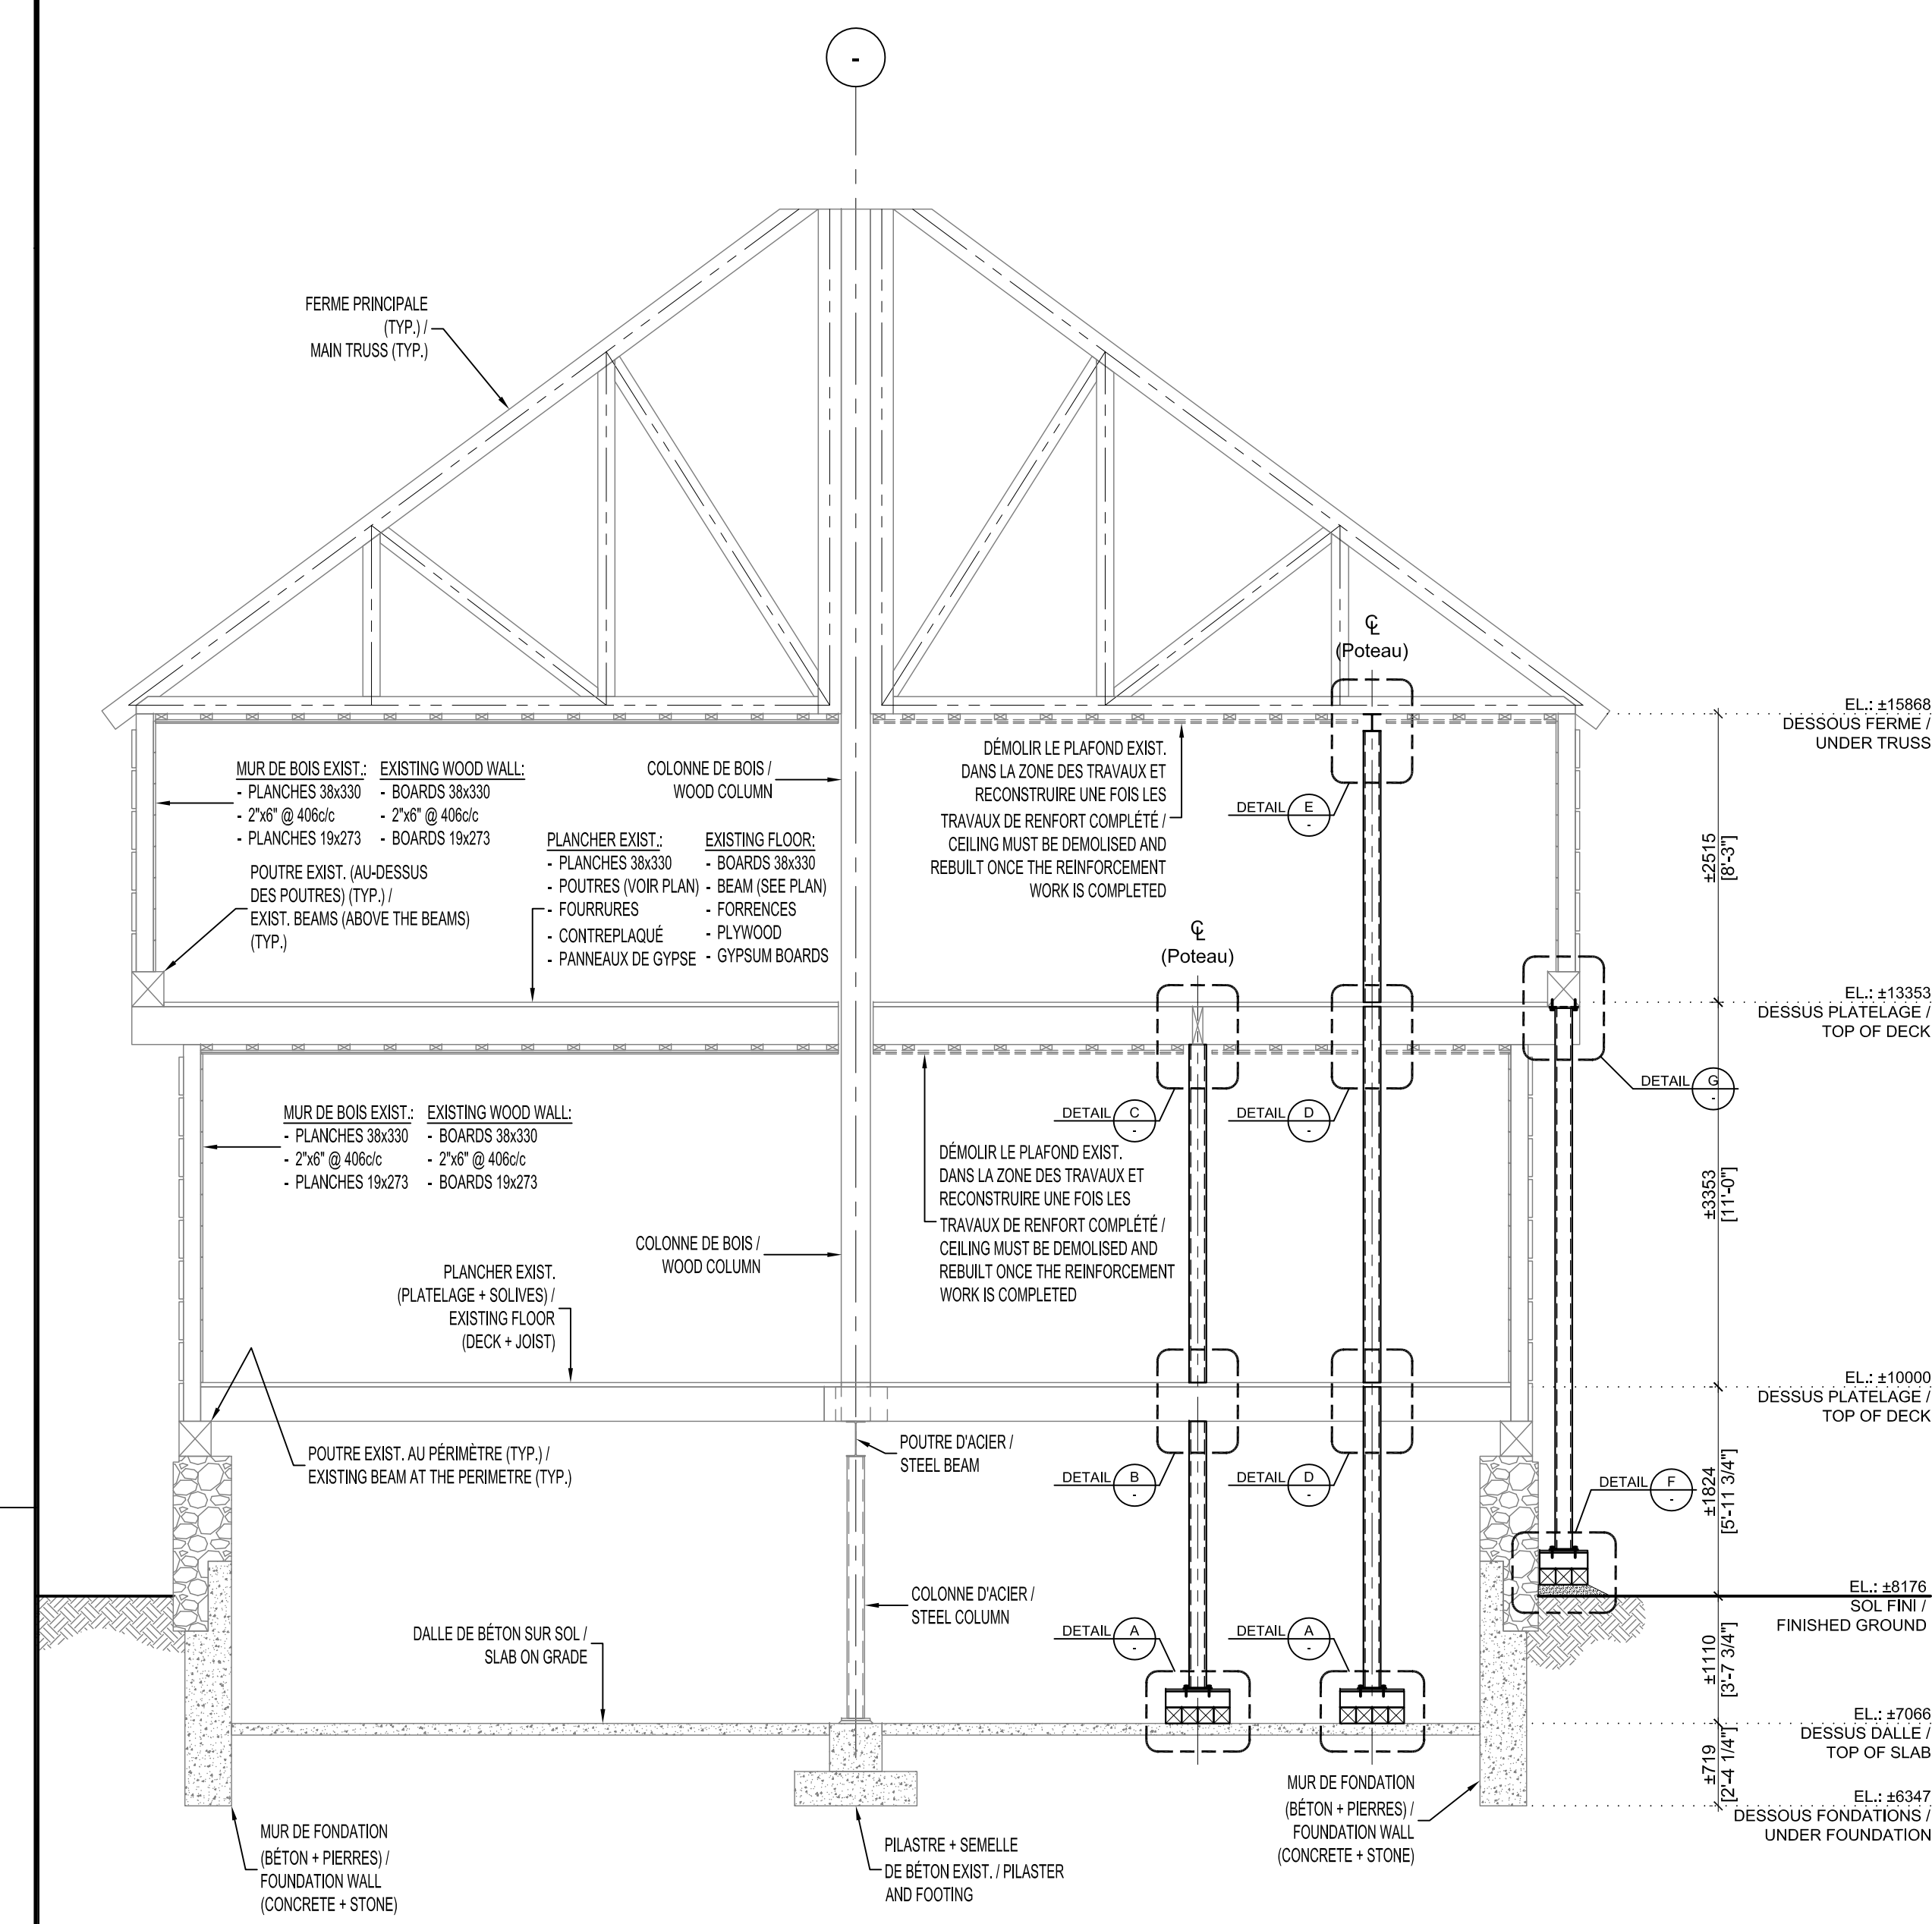 -
FERME PRINCIPALE
(TYP.) /
MAIN TRUSS (TYP.)
℄
(Poteau)
EL.: ±15868
DESSOUS FERME /
UNDER TRUSS
MUR DE BOIS EXIST.:
- PLANCHES 38x330
- 2"x6" @ 406c/c
- PLANCHES 19x273
EXISTING WOOD WALL:
- BOARDS 38x330
- 2"x6" @ 406c/c
- BOARDS 19x273
COLONNE DE BOIS /
WOOD COLUMN
DÉMOLIR LE PLAFOND EXIST.
DANS LA ZONE DES TRAVAUX ET
RECONSTRUIRE UNE FOIS LES
TRAVAUX DE RENFORT COMPLÉTÉ /
CEILING MUST BE DEMOLISED AND
REBUILT ONCE THE REINFORCEMENT
WORK IS COMPLETED
DETAIL E
-
±2515
[8'-3"]
POUTRE EXIST. (AU-DESSUS
DES POUTRES) (TYP.) /
EXIST. BEAMS (ABOVE THE BEAMS)
(TYP.)
PLANCHER EXIST.:
- PLANCHES 38x330
- POUTRES (VOIR PLAN)
- FOURRURES
- CONTREPLAQUÉ
- PANNEAUX DE GYPSE
EXISTING FLOOR:
- BOARDS 38x330
- BEAM (SEE PLAN)
- FORRENCES
- PLYWOOD
- GYPSUM BOARDS
℄
(Poteau)
EL.: ±13353
DESSUS PLATELAGE /
TOP OF DECK
DETAIL G
-
DETAIL C
-
DETAIL D
-
MUR DE BOIS EXIST.:
- PLANCHES 38x330
- 2"x6" @ 406c/c
- PLANCHES 19x273
EXISTING WOOD WALL:
- BOARDS 38x330
- 2"x6" @ 406c/c
- BOARDS 19x273
DÉMOLIR LE PLAFOND EXIST.
DANS LA ZONE DES TRAVAUX ET
RECONSTRUIRE UNE FOIS LES
TRAVAUX DE RENFORT COMPLÉTÉ /
CEILING MUST BE DEMOLISED AND
REBUILT ONCE THE REINFORCEMENT
WORK IS COMPLETED
±3353
[11'-0"]
COLONNE DE BOIS /
WOOD COLUMN
PLANCHER EXIST.
(PLATELAGE + SOLIVES) /
EXISTING FLOOR
(DECK + JOIST)
EL.: ±10000
DESSUS PLATELAGE /
TOP OF DECK
POUTRE EXIST. AU PÉRIMÈTRE (TYP.) /
EXISTING BEAM AT THE PERIMETRE (TYP.)
POUTRE D'ACIER /
STEEL BEAM
DETAIL B
-
DETAIL D
-
DETAIL F
-
±1824
[5'-11 3/4"]
COLONNE D'ACIER /
STEEL COLUMN
EL.: ±8176
SOL FINI /
FINISHED GROUND
DALLE DE BÉTON SUR SOL /
SLAB ON GRADE
DETAIL A
-
DETAIL A
-
±1110
[3'-7 3/4"]
EL.: ±7066
DESSUS DALLE /
TOP OF SLAB
±719
[2'-4 1/4"]
EL.: ±6347
DESSOUS FONDATIONS /
UNDER FOUNDATION
MUR DE FONDATION
(BÉTON + PIERRES) /
FOUNDATION WALL
(CONCRETE + STONE)
PILASTRE + SEMELLE
DE BÉTON EXIST. / PILASTER
AND FOOTING
MUR DE FONDATION
(BÉTON + PIERRES) /
FOUNDATION WALL
(CONCRETE + STONE)